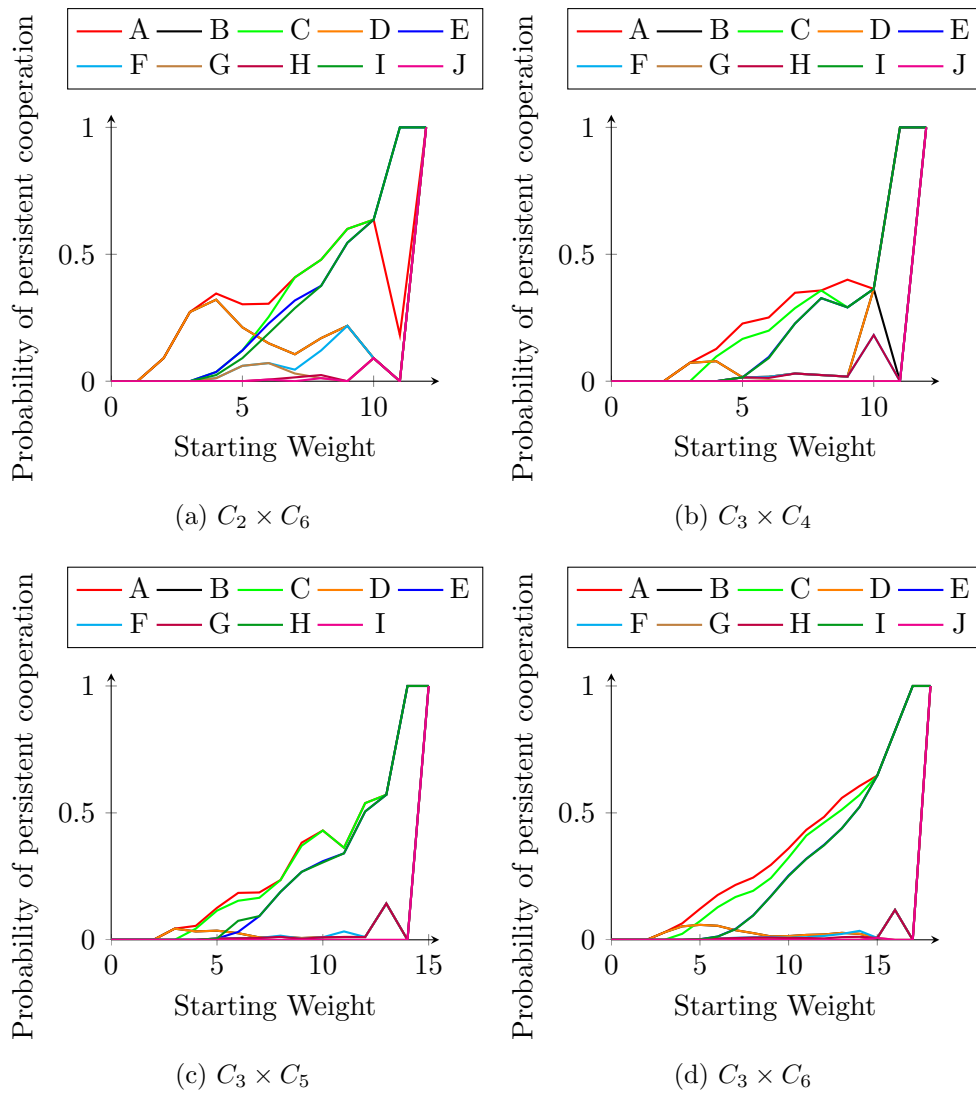 A B C D E
F G H I J
Probability of persistent cooperation
1
0.5
0
0 5 10
Starting Weight
(a) C₂ × C₆
A B C D E
F G H I J
Probability of persistent cooperation
1
0.5
0
0 5 10
Starting Weight
(b) C₃ × C₄
A B C D E
F G H I
Probability of persistent cooperation
1
0.5
0
0 5 10 15
Starting Weight
(c) C₃ × C₅
A B C D E
F G H I J
Probability of persistent cooperation
1
0.5
0
0 5 10 15
Starting Weight
(d) C₃ × C₆